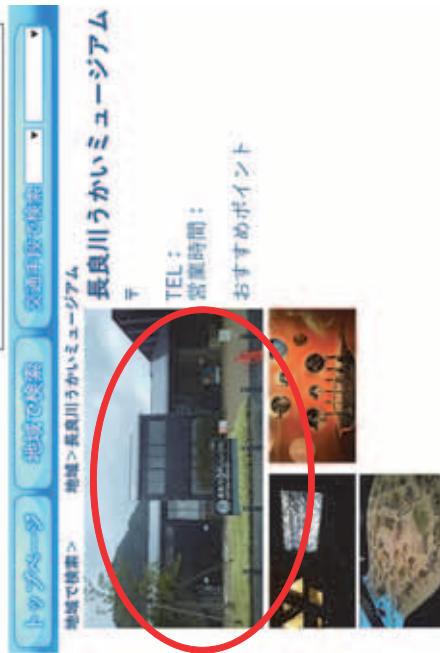 トップページ 地域で検索 交通手段で検索
地域で検索> 地域>長良川うかいミュージアム
長良川うかいミュージアム
〒
TEL：
営業時間：
おすすめポイント